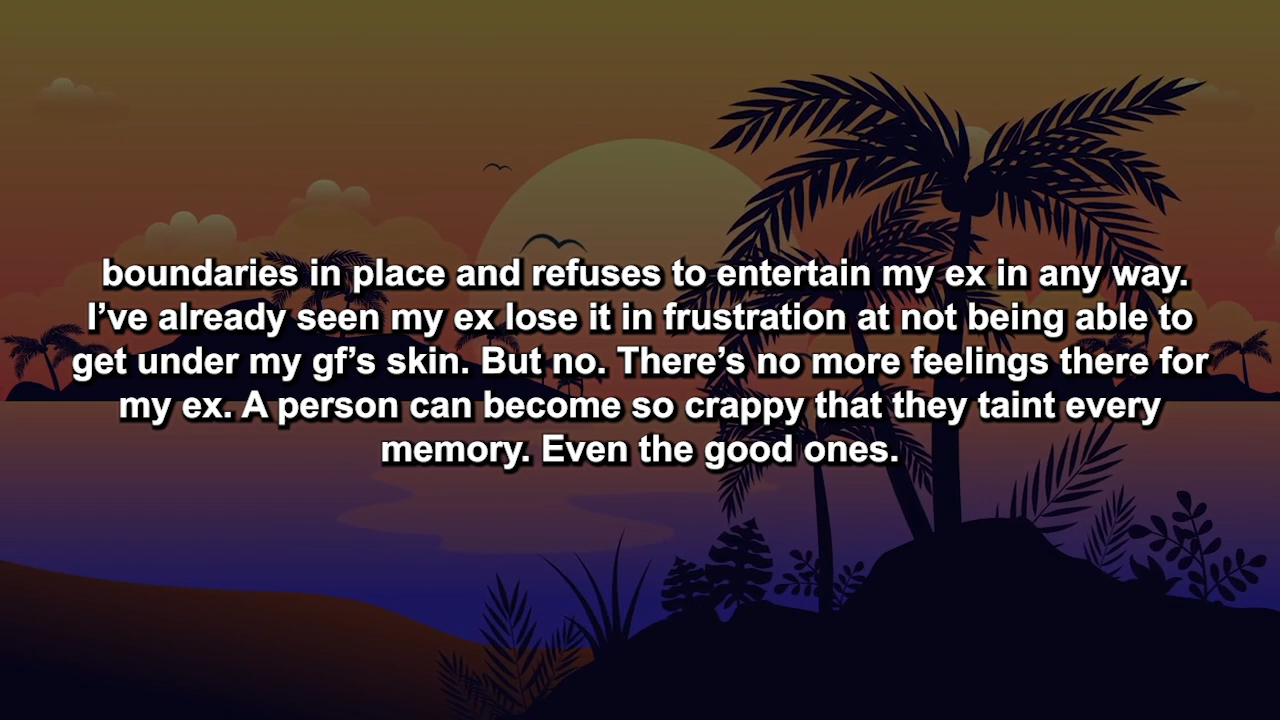 boundaries in place and refuses to entertain my ex in any way.
I’ve already seen my ex lose it in frustration at not being able to
get under my gf’s skin. But no. There’s no more feelings there for
my ex. A person can become so crappy that they taint every
memory. Even the good ones.